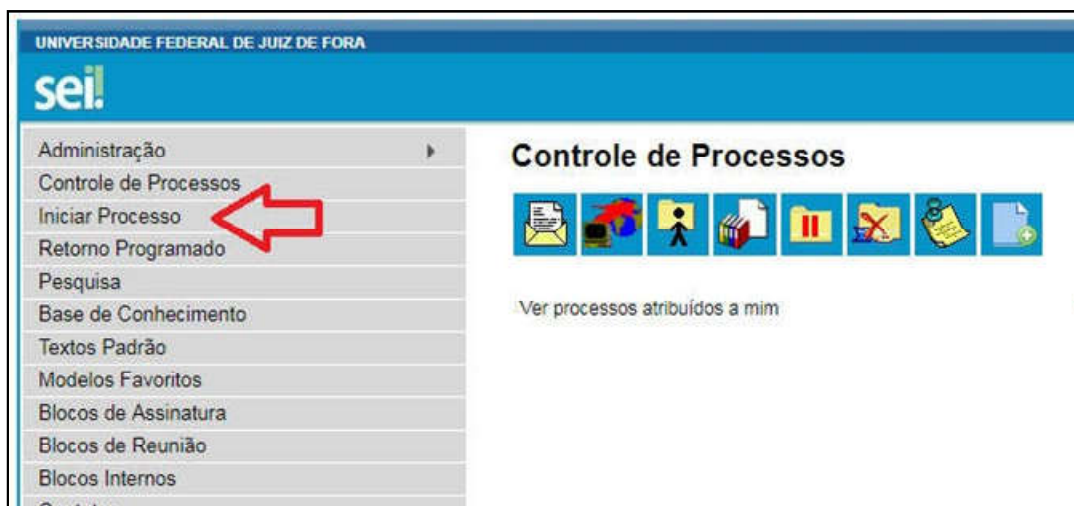 UNIVERSIDADE FEDERAL DE JUIZ DE FORA
sei!
Administração
Controle de Processos
Iniciar Processo
Retorno Programado
Pesquisa
Base de Conhecimento
Textos Padrão
Modelos Favoritos
Blocos de Assinatura
Blocos de Reunião
Blocos Internos
Controle de Processos
Ver processos atribuídos a mim